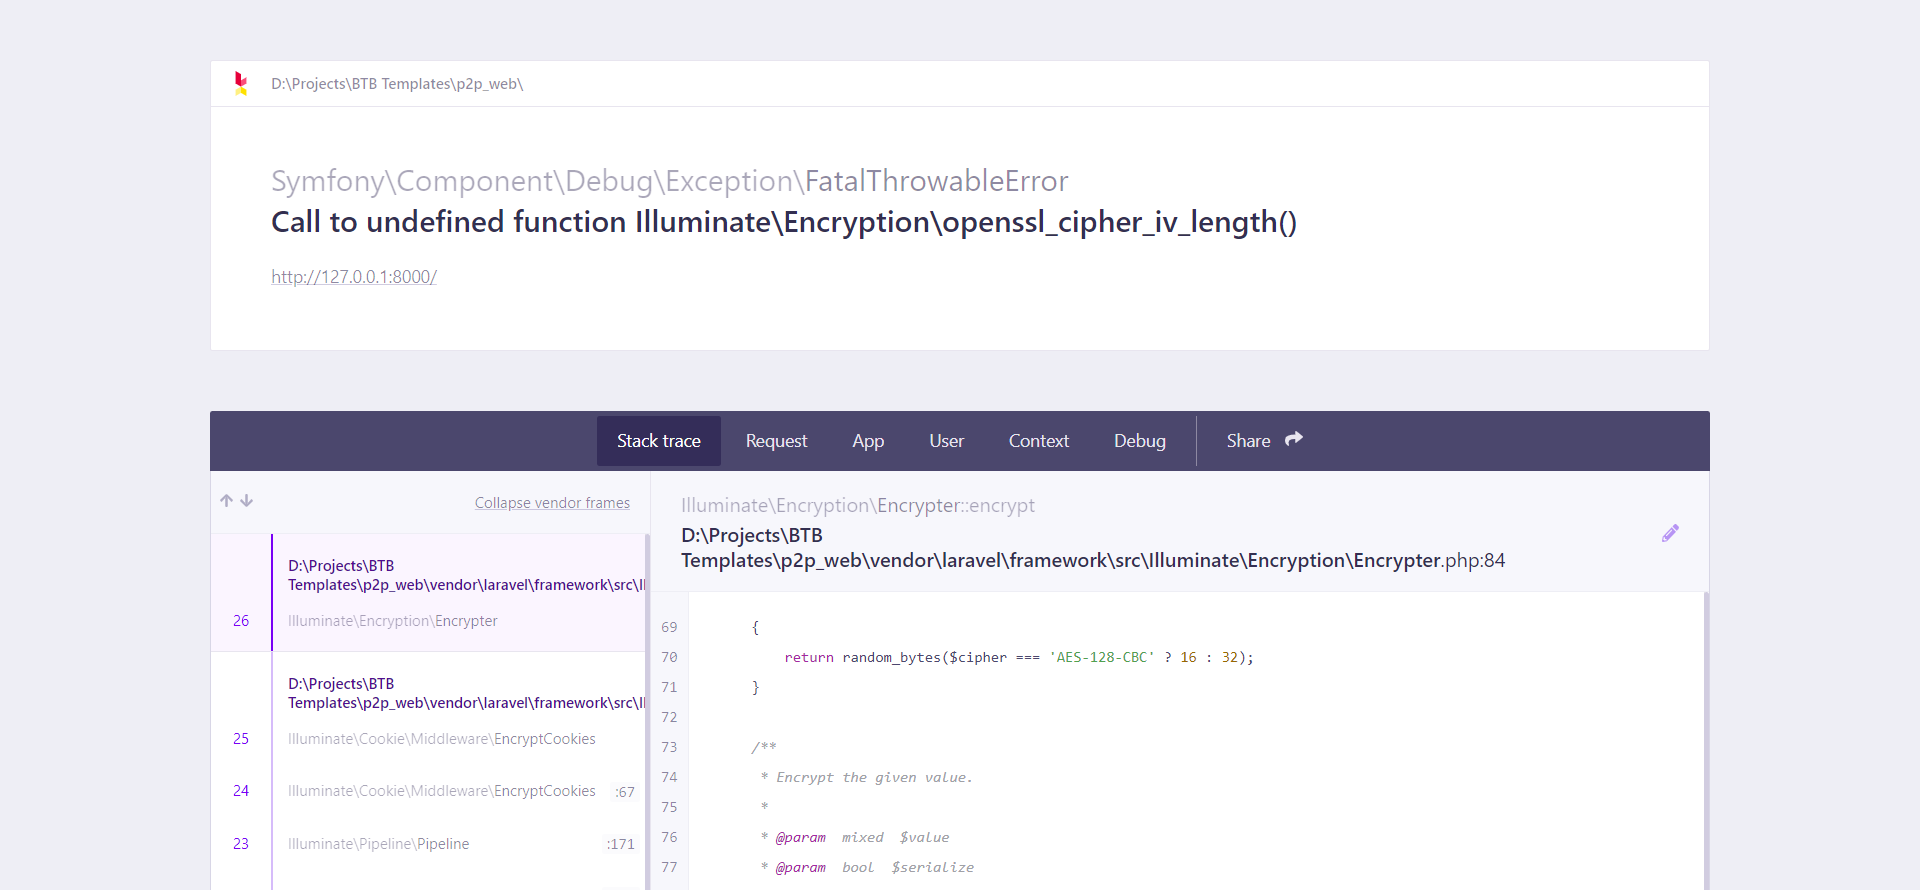 D:\Projects\BTB Templates\p2p_web\
Symfony\Component\Debug\Exception\FatalThrowableError
Call to undefined function Illuminate\Encryption\openssl_cipher_iv_length()
http://127.0.0.1:8000/
Stack trace Request App User Context Debug Share
Collapse vendor frames
D:\Projects\BTB
Templates\p2p_web\vendor\laravel\framework\src\Il
26 Illuminate\Encryption\Encrypter
D:\Projects\BTB
Templates\p2p_web\vendor\laravel\framework\src\Il
25 Illuminate\Cookie\Middleware\EncryptCookies
24 Illuminate\Cookie\Middleware\EncryptCookies :67
23 Illuminate\Pipeline\Pipeline :171
Illuminate\Encryption\Encrypter::encrypt
D:\Projects\BTB
Templates\p2p_web\vendor\laravel\framework\src\Illuminate\Encryption\Encrypter.php:84
69 {
70 return random_bytes($cipher === 'AES-128-CBC' ? 16 : 32);
71 }
72
73 /**
74 * Encrypt the given value.
75 *
76 * @param mixed $value
77 * @param bool $serialize